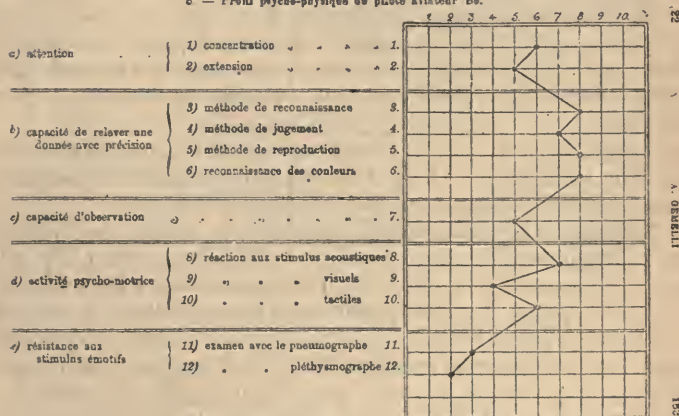 6. — Profil psycho-physique du pilote aviateur Be.
1. 2. 3. 4. 5. 6. 7. 8. 9. 10.
a) attention
1) concentration „ „ „ „ 1.
2) extension „ „ „ „ 2.
b) capacité de relaver une donnée avec précision
3) méthode de reconnaissance 3.
4) méthode de jugement 4.
5) méthode de reproduction 5.
6) reconnaissance des couleurs 6.
c) capacité d'observation 7.
d) activité psycho-motrice
8) réaction aux stimulus acoustiques 8.
9) „ „ „ visuels 9.
10) „ „ „ tactiles 10.
e) résistance aux stimulus émotifs
11) examen avec le pneumographe 11.
12) „ „ pléthysmographe 12.
A. GEMELLI